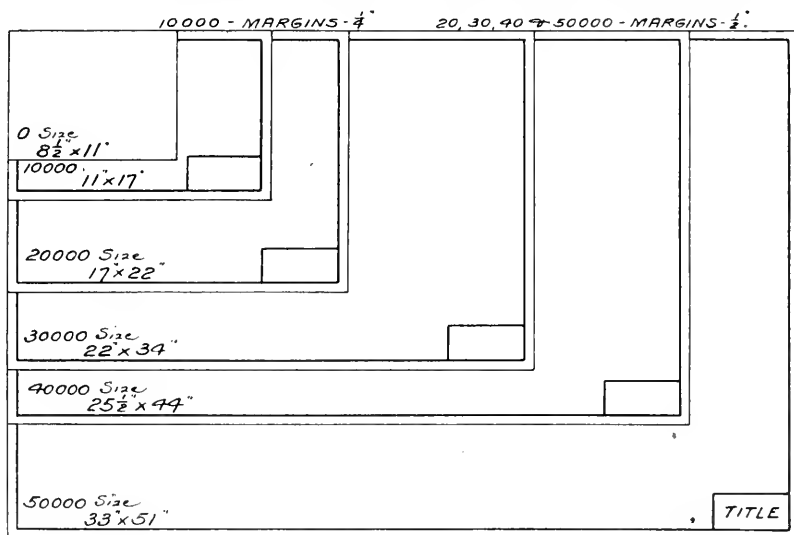 10000 - MARGINS - 1/4" 20, 30, 40 & 50000 - MARGINS - 1/2".
0 Size
8 1/2" x 11"
10000
11" x 17"
20000 Size
17" x 22"
30000 Size
22" x 34"
40000 Size
25 1/2" x 44"
50000 Size
33" x 51"
TITLE